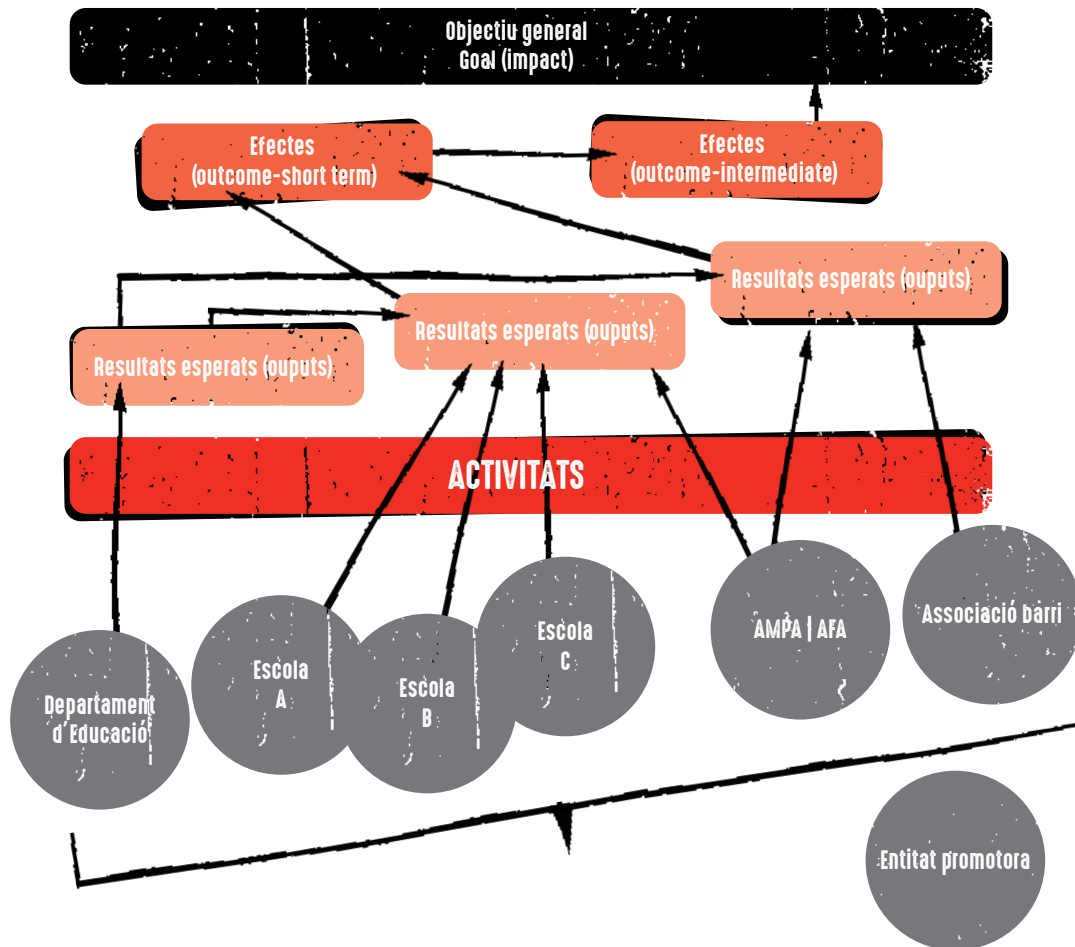 Objectiu general
Goal (impact)
Efectes
(outcome-short term)
Efectes
(outcome-intermediate)
Resultats esperats (ouputs)
Resultats esperats (ouputs)
Resultats esperats (ouputs)
ACTIVITATS
Departament
d'Educació
Escola
A
Escola
B
Escola
C
AMPA | AFA
Associació barri
Entitat promotora